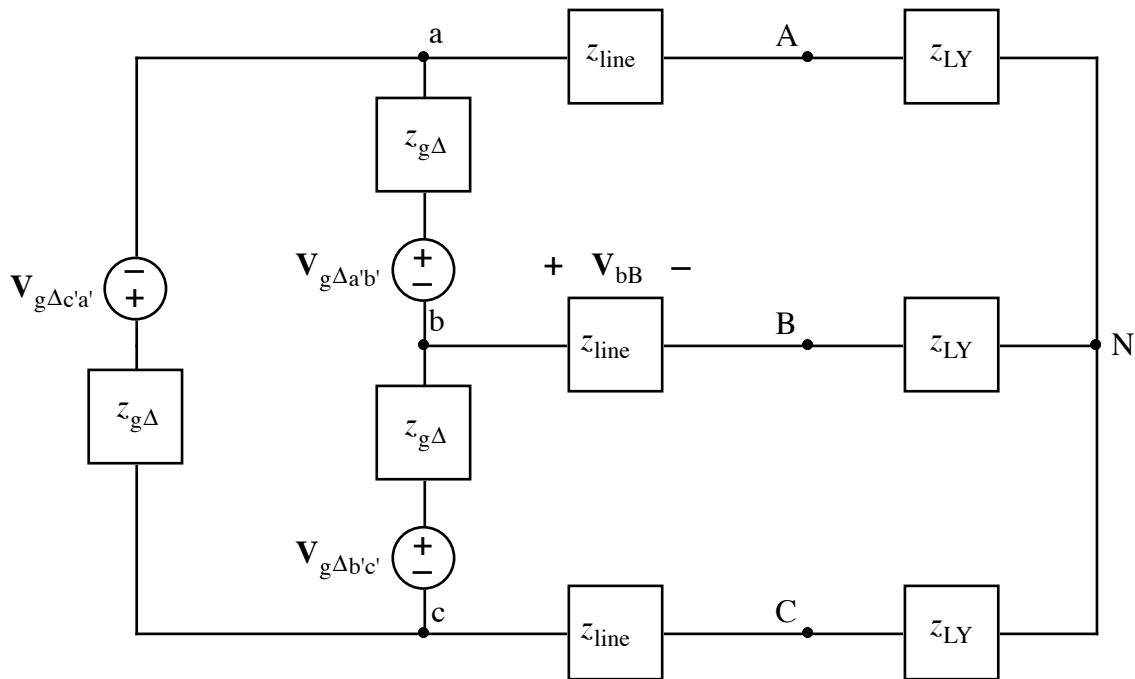 a
z_line
A
z_LY
z_gΔ
V_gΔc'a'
− +
V_gΔa'b'
+ −
+ V_bB −
b
z_line
B
z_LY
N
z_gΔ
z_gΔ
V_gΔb'c'
+ −
c
z_line
C
z_LY